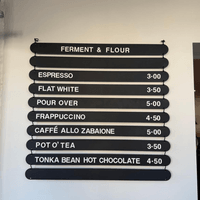 FERMENT & FLOUR
ESPRESSO 3·00
FLAT WHITE 3·50
POUR OVER 5·00
FRAPPUCCINO 4·50
CAFFÈ ALLO ZABAIONE 5·00
POT O' TEA 3·50
TONKA BEAN HOT CHOCOLATE 4·50